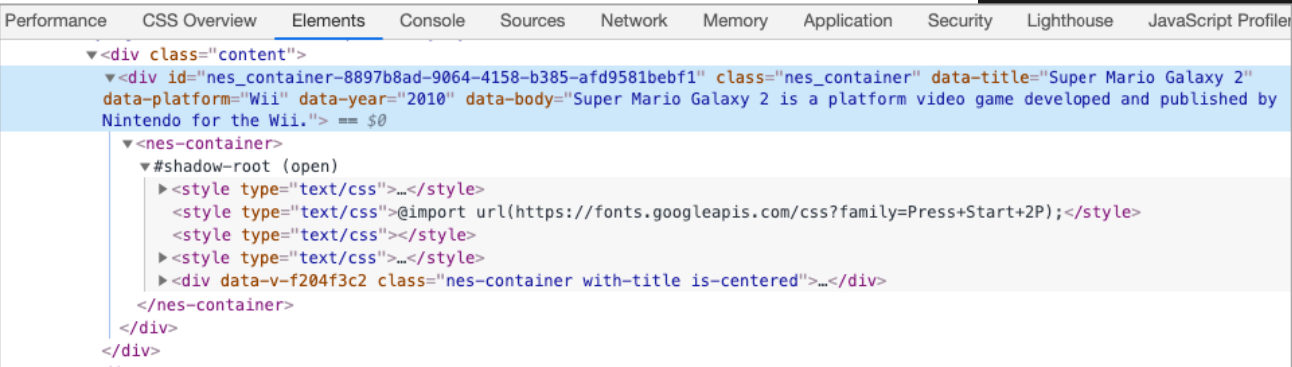 Performance CSS Overview Elements Console Sources Network Memory Application Security Lighthouse JavaScript Profiler
▼<div class="content">
▼<div id="nes_container-8897b8ad-9064-4158-b385-afd9581bebf1" class="nes_container" data-title="Super Mario Galaxy 2"
data-platform="Wii" data-year="2010" data-body="Super Mario Galaxy 2 is a platform video game developed and published by
Nintendo for the Wii."> == $0
▼<nes-container>
▼#shadow-root (open)
▶<style type="text/css">…</style>
<style type="text/css">@import url(https://fonts.googleapis.com/css?family=Press+Start+2P);</style>
<style type="text/css"></style>
▶<style type="text/css">…</style>
▶<div data-v-f204f3c2 class="nes-container with-title is-centered">…</div>
</nes-container>
</div>
</div>